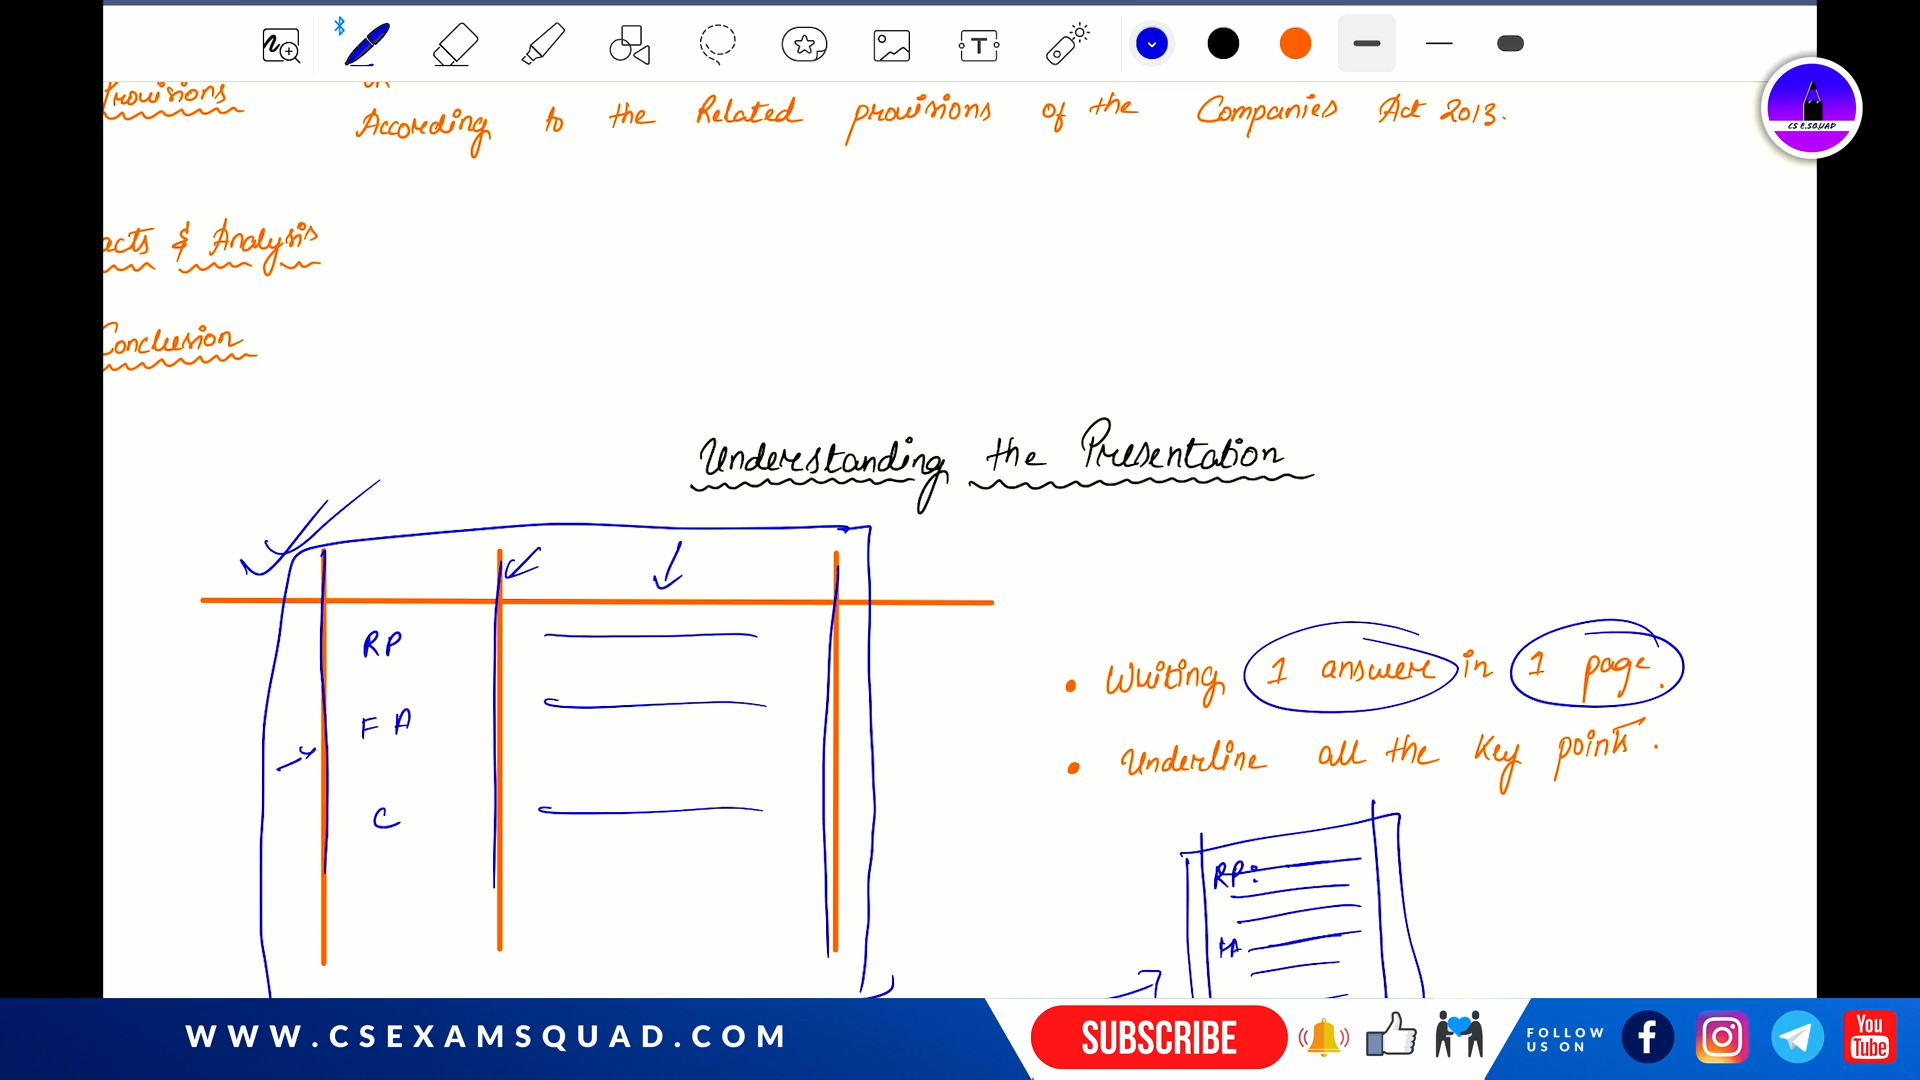 Provisions
According to the Related provisions of the Companies Act 2013.
acts & Analysis
Conclusion
Understanding the Presentation
RP
F A
C
• Writing 1 answer in 1 page.
• Underline all the key points.
RP:
FA
T
CS E.SQUAD
WWW.CSEXAMSQUAD.COM
SUBSCRIBE
FOLLOW
US ON
You
Tube